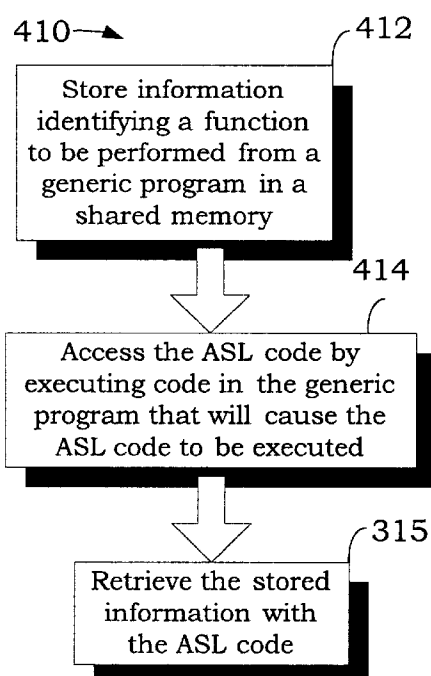 410
412
Store information
identifying a function
to be performed from a
generic program in a
shared memory
414
Access the ASL code by
executing code in the generic
program that will cause the
ASL code to be executed
315
Retrieve the stored
information with
the ASL code